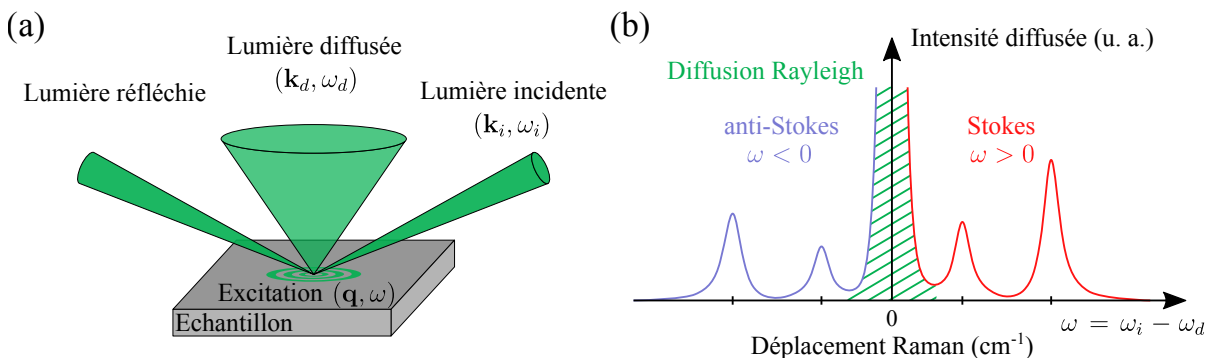 (a)
Lumière diffusée
(𝐤_d, ω_d)
Lumière réfléchie
Lumière incidente
(𝐤_i, ω_i)
Excitation (𝐪, ω)
Echantillon
(b)
Intensité diffusée (u. a.)
Diffusion Rayleigh
anti-Stokes
ω < 0
Stokes
ω > 0
0
ω = ω_i − ω_d
Déplacement Raman (cm⁻¹)